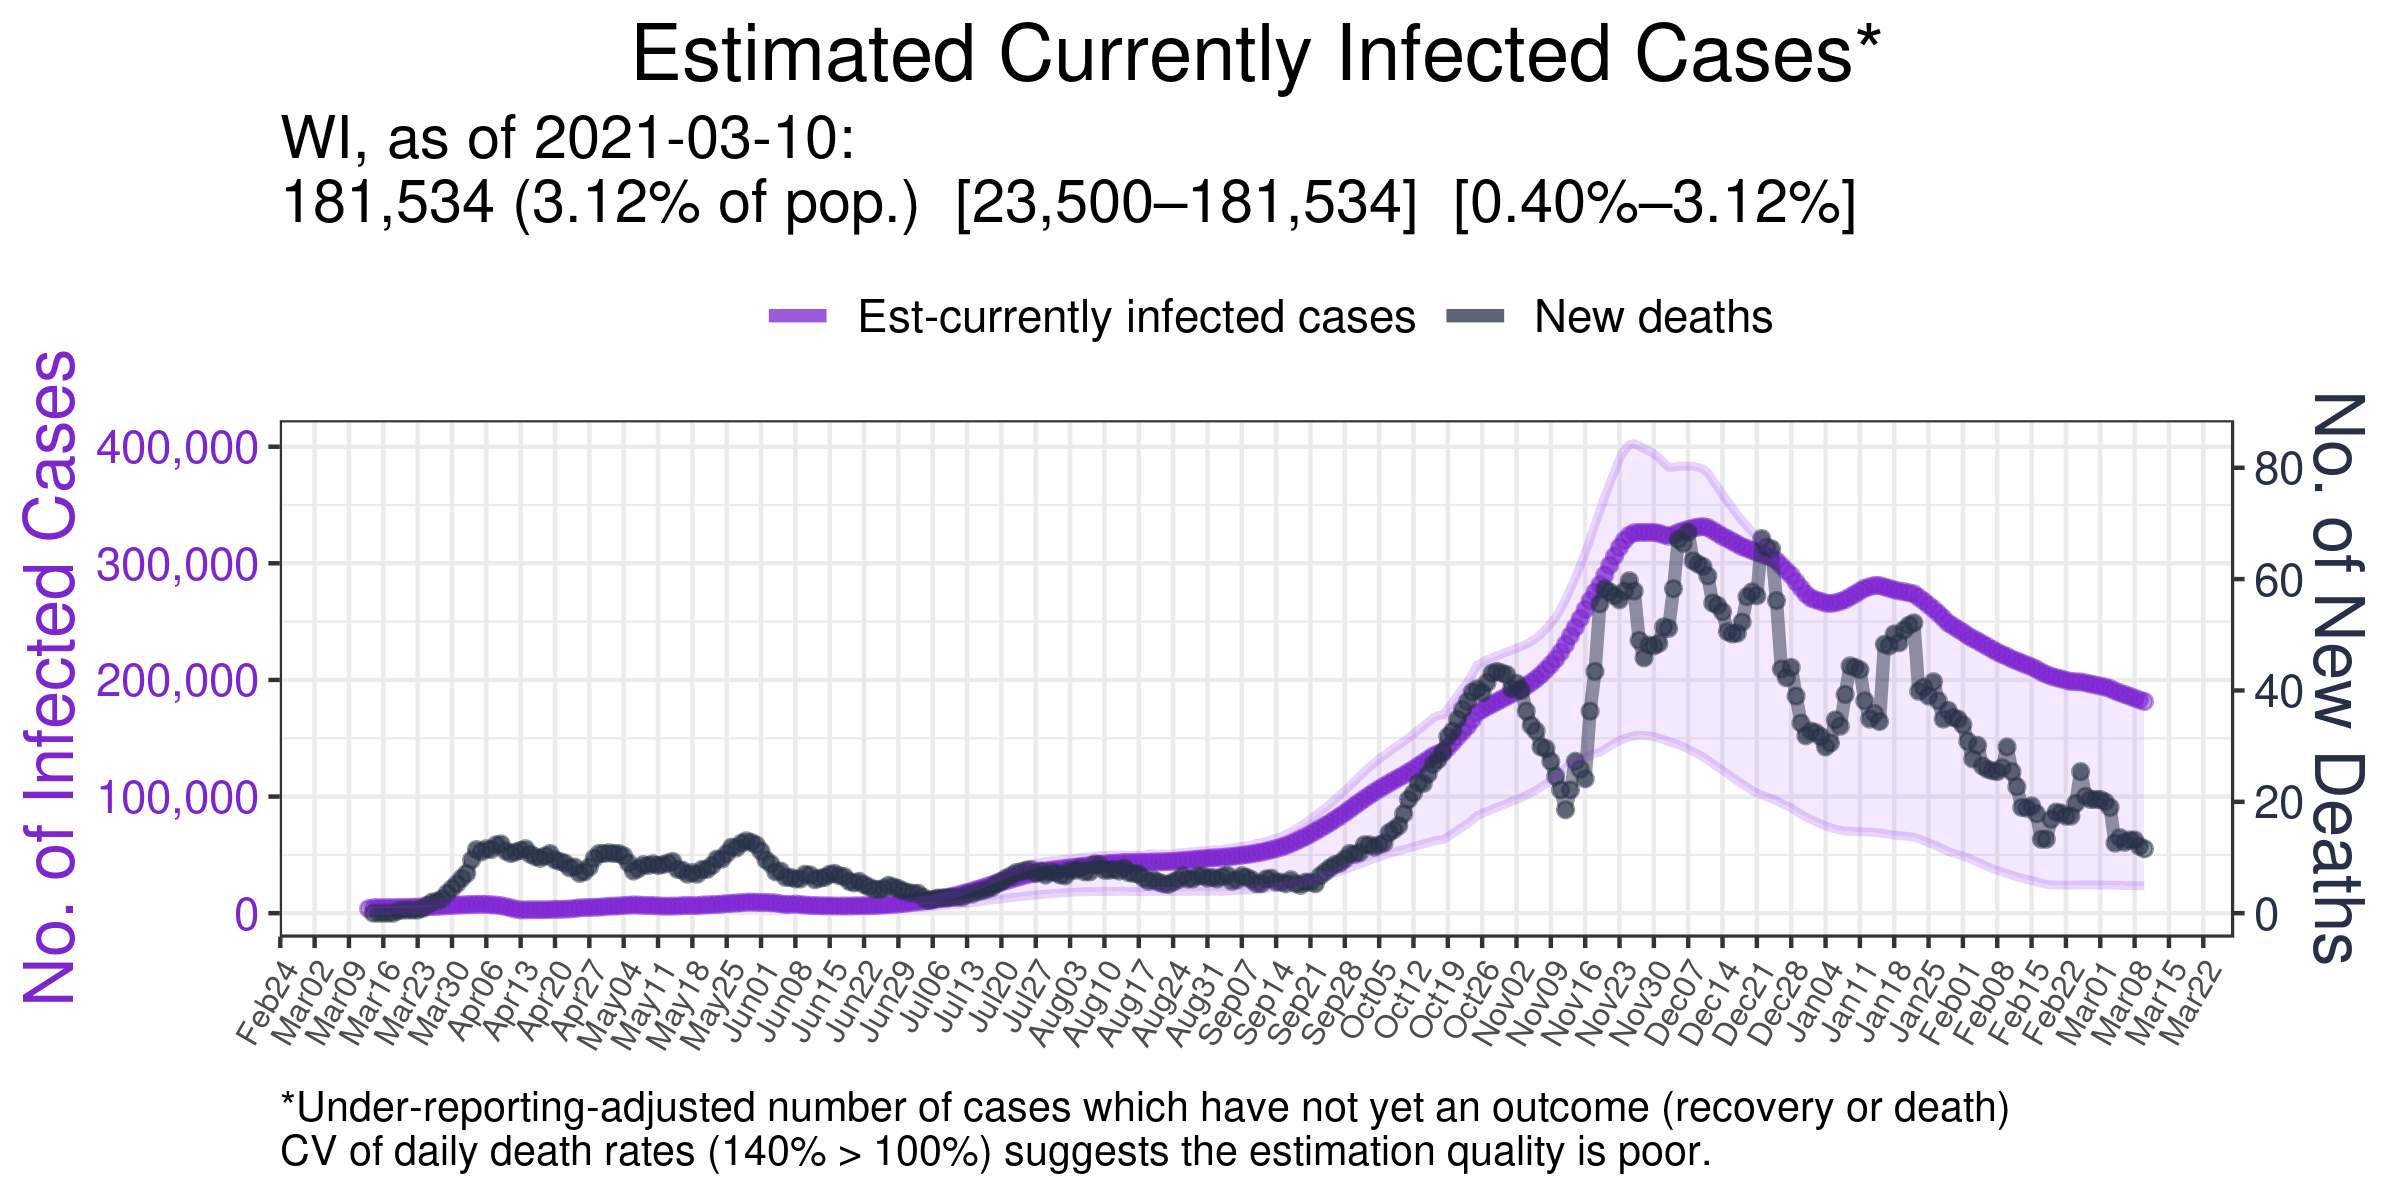 Estimated Currently Infected Cases*
WI, as of 2021-03-10:
181,534 (3.12% of pop.)  [23,500–181,534]  [0.40%–3.12%]
Est-currently infected cases New deaths
No. of Infected Cases
400,000
300,000
200,000
100,000
0
No. of New Deaths
80
60
40
20
0
Feb24 Mar02 Mar09 Mar16 Mar23 Mar30 Apr06 Apr13 Apr20 Apr27 May04 May11 May18 May25 Jun01 Jun08 Jun15 Jun22 Jun29 Jul06 Jul13 Jul20 Jul27 Aug03 Aug10 Aug17 Aug24 Aug31 Sep07 Sep14 Sep21 Sep28 Oct05 Oct12 Oct19 Oct26 Nov02 Nov09 Nov16 Nov23 Nov30 Dec07 Dec14 Dec21 Dec28 Jan04 Jan11 Jan18 Jan25 Feb01 Feb08 Feb15 Feb22 Mar01 Mar08 Mar15 Mar22
*Under-reporting-adjusted number of cases which have not yet an outcome (recovery or death)
CV of daily death rates (140% > 100%) suggests the estimation quality is poor.